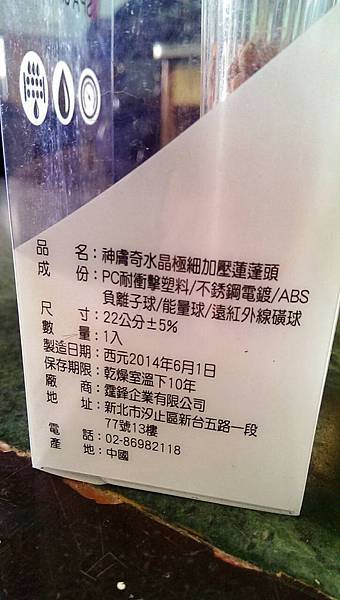 品　　名：神膚奇水晶極細加壓蓮蓬頭
成　　份：PC耐衝擊塑料/不銹鋼電鍍/ABS
負離子球/能量球/遠紅外線礦球
尺　　寸：22公分±5%
數　　量：1入
製造日期：西元2014年6月1日
保存期限：乾燥室溫下10年
廠　　商：霆鋒企業有限公司
地　　址：新北市汐止區新台五路一段
77號13樓
電　　話：02-86982118
產　　地：中國